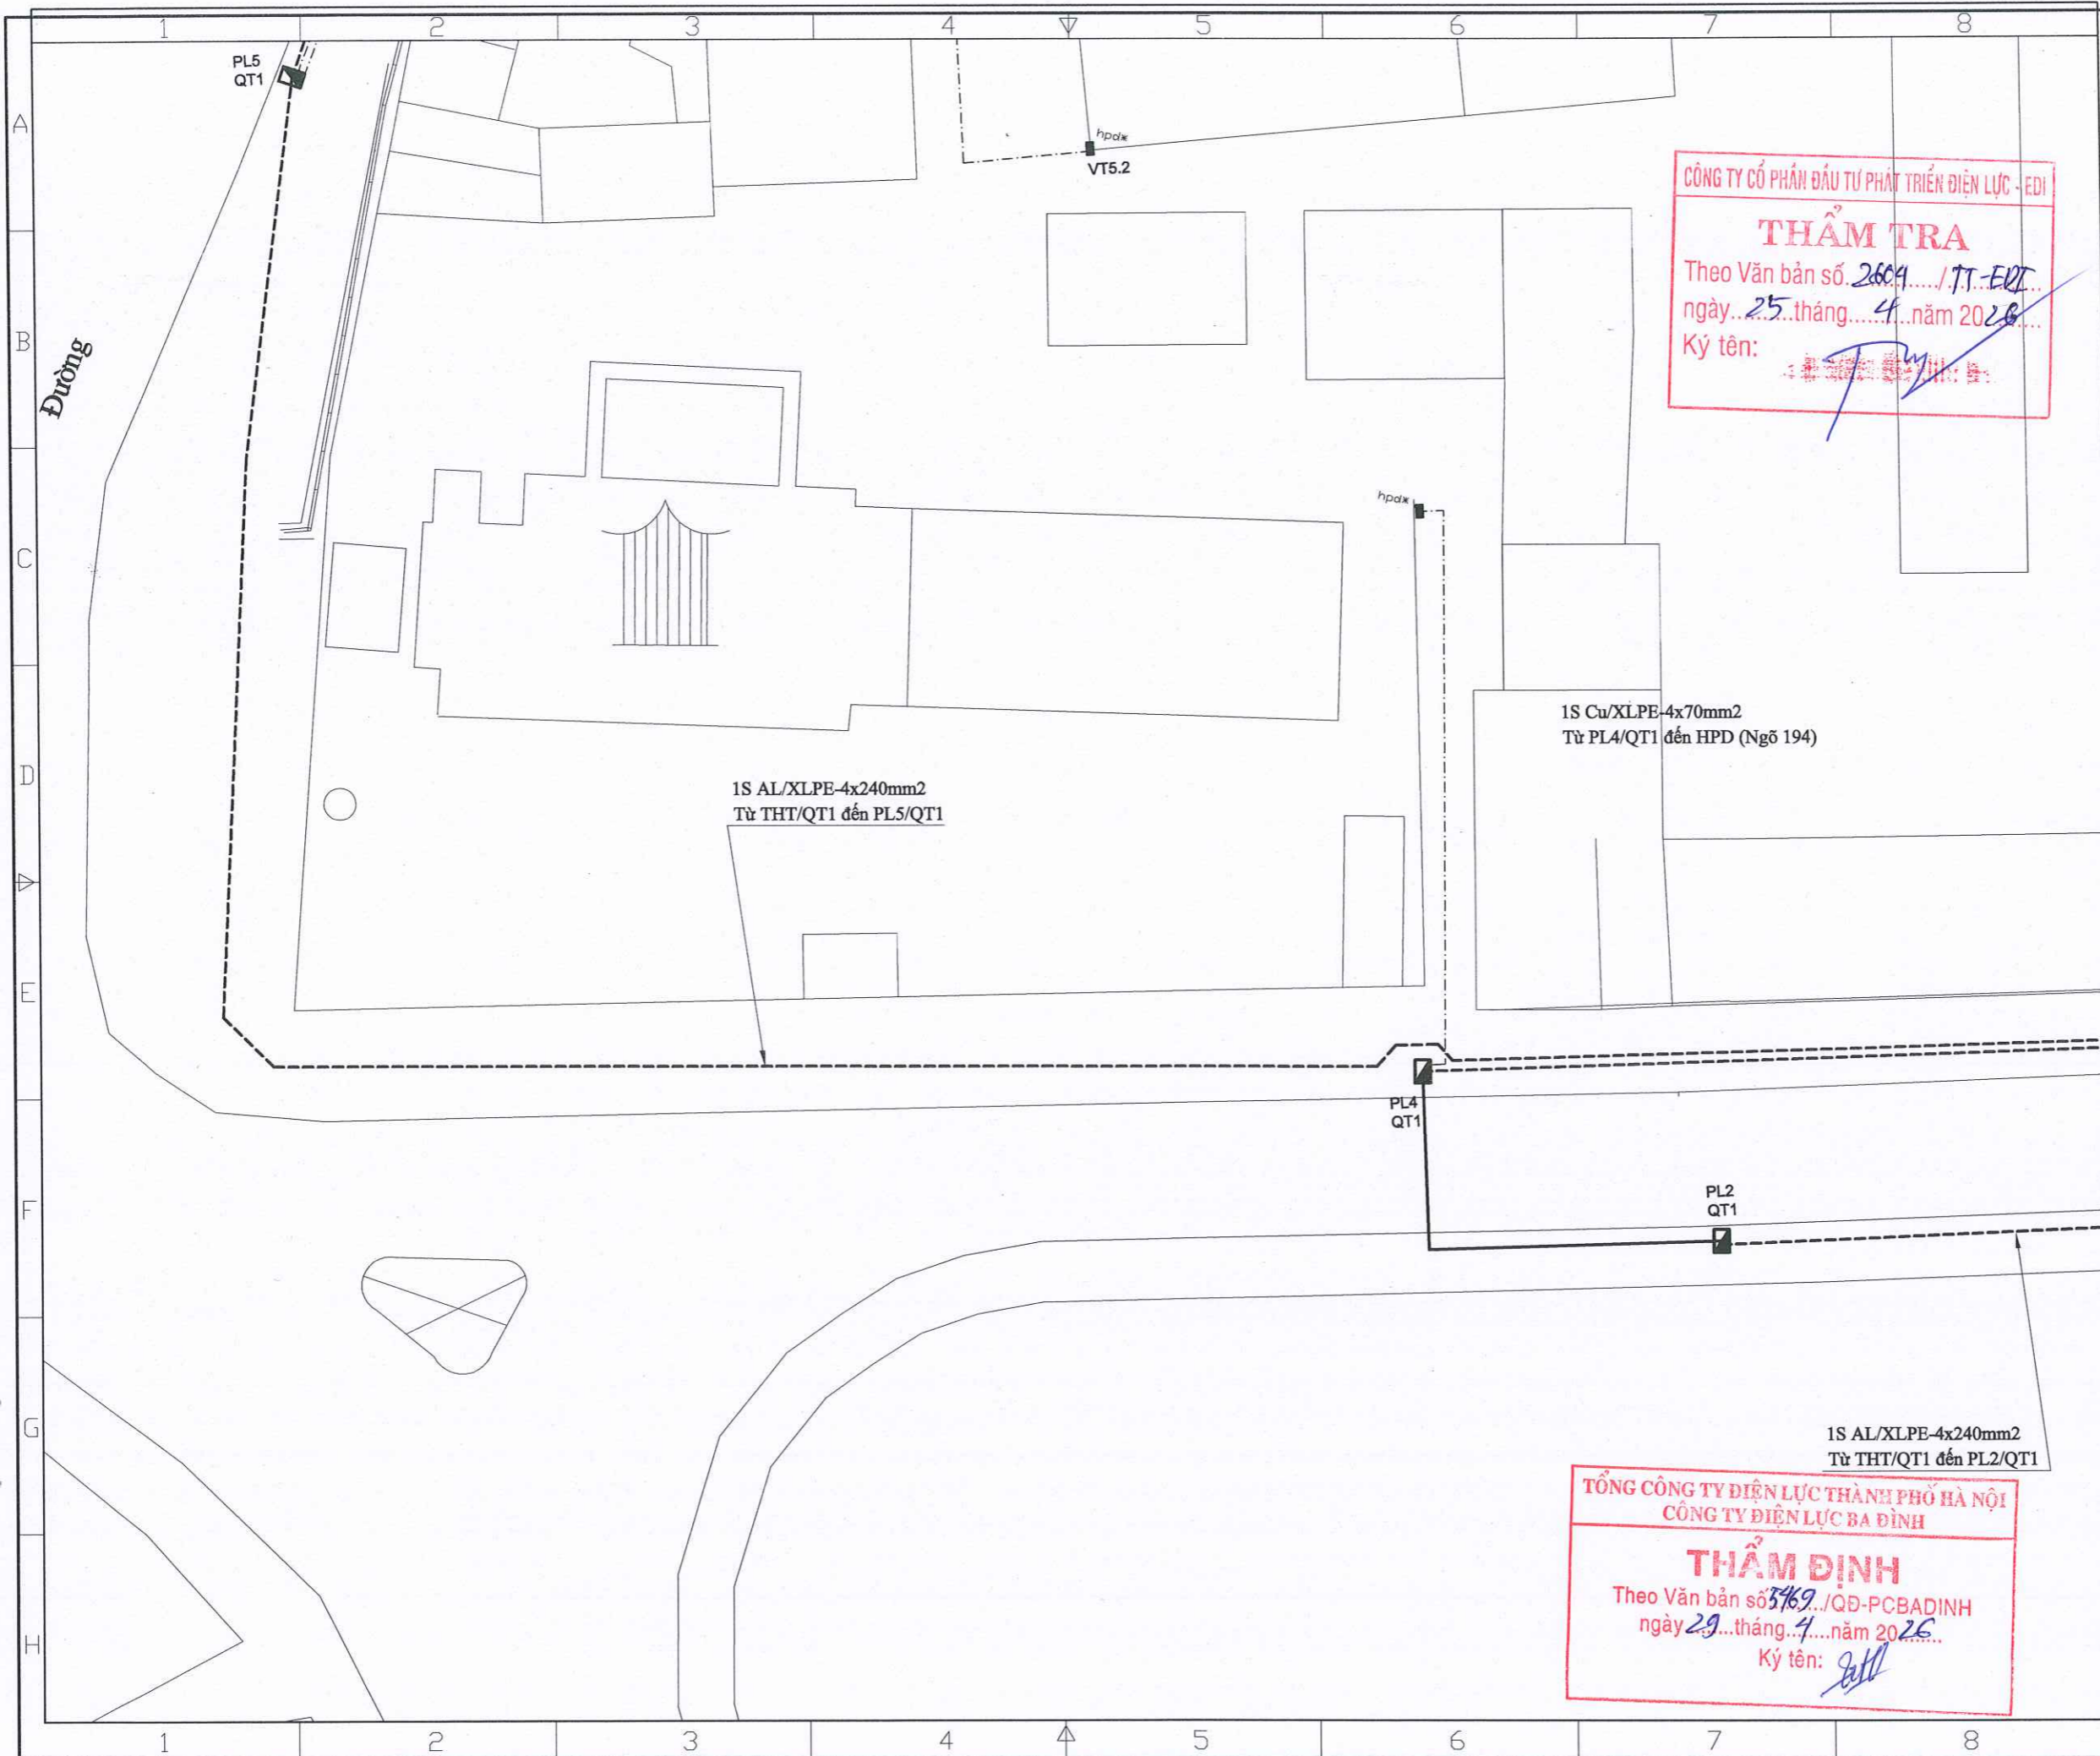 1 2 3 4 5 6 7 8
A
B
C
D
E
F
G
H
PL5
QT1
hpd*
VT5.2
CÔNG TY CỔ PHẦN ĐẦU TƯ PHÁT TRIỂN ĐIỆN LỰC - EDI
THẨM TRA
Theo Văn bản số 2604 / TT-EDI
ngày 25 tháng 4 năm 2026
Ký tên:
Đường
hpd*
1S Cu/XLPE-4x70mm2
Từ PL4/QT1 đến HPD (Ngõ 194)
1S AL/XLPE-4x240mm2
Từ THT/QT1 đến PL5/QT1
PL4
QT1
PL2
QT1
1S AL/XLPE-4x240mm2
Từ THT/QT1 đến PL2/QT1
TỔNG CÔNG TY ĐIỆN LỰC THÀNH PHỐ HÀ NỘI
CÔNG TY ĐIỆN LỰC BA ĐÌNH
THẨM ĐỊNH
Theo Văn bản số 5469 /QĐ-PCBADINH
ngày 29 tháng 4 năm 2026
Ký tên:
1 2 3 4 5 6 7 8